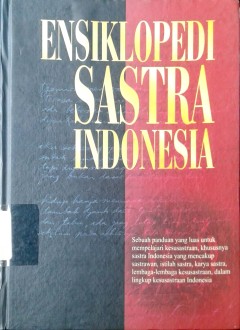 ENSIKLOPEDI
SASTRA
INDONESIA
Sebuah panduan yang luas untuk
mempelajari kesusastraan, khususnya
sastra Indonesia yang mencakup
sastrawan, istilah sastra, karya sastra,
lembaga-lembaga kesusastraan, dalam
lingkup kesusastraan Indonesia